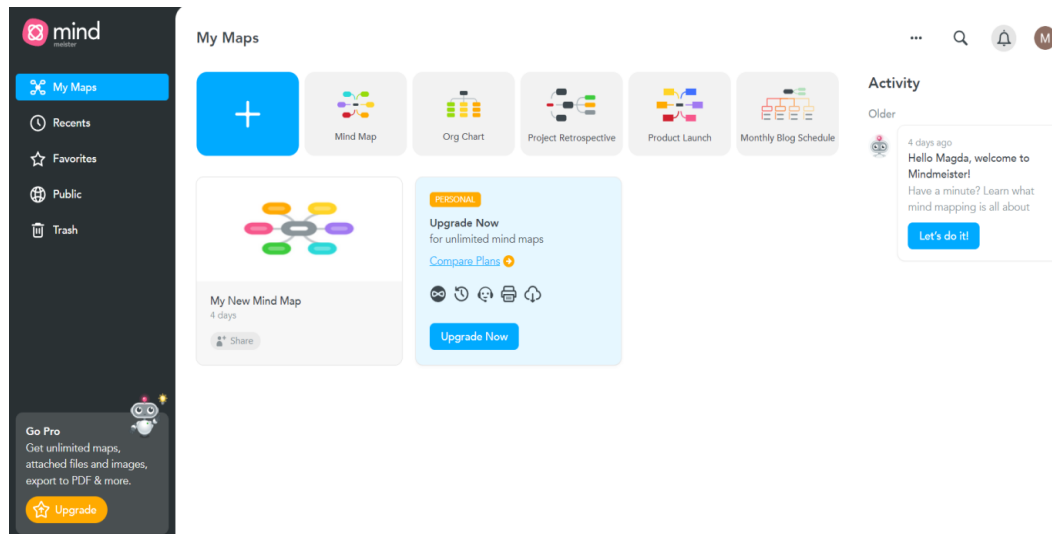 mind
meister
My Maps
Recents
Favorites
Public
Trash
Go Pro
Get unlimited maps,
attached files and images,
export to PDF & more.
Upgrade
My Maps
M
Mind Map
Org Chart
Project Retrospective
Product Launch
Monthly Blog Schedule
My New Mind Map
4 days
Share
PERSONAL
Upgrade Now
for unlimited mind maps
Compare Plans
Upgrade Now
Activity
Older
4 days ago
Hello Magda, welcome to
Mindmeister!
Have a minute? Learn what
mind mapping is all about
Let's do it!